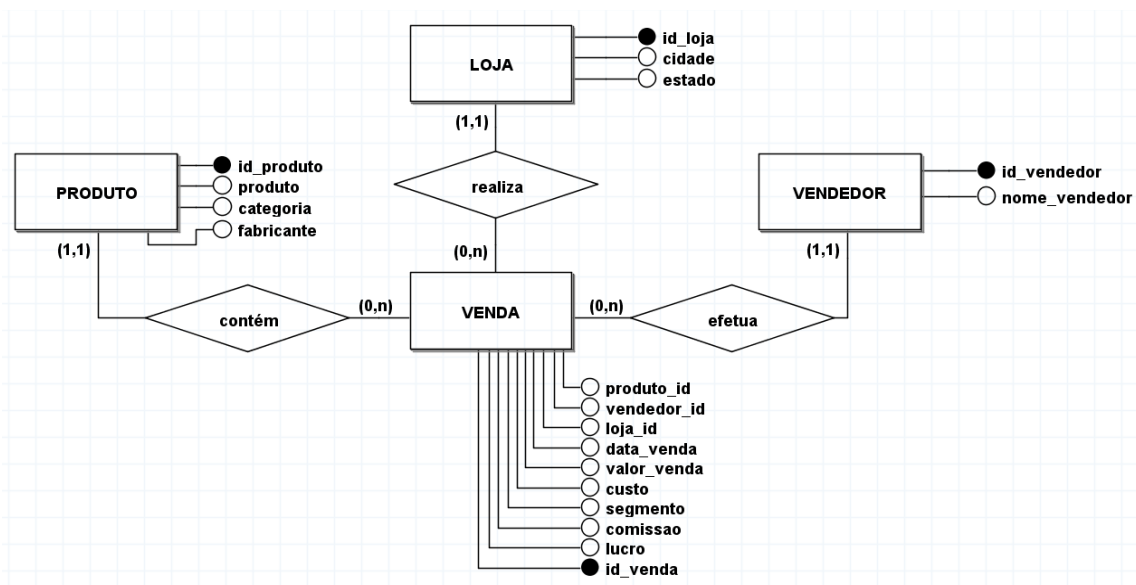 LOJA
id_loja
cidade
estado
(1,1)
realiza
(0,n)
PRODUTO
id_produto
produto
categoria
fabricante
(1,1)
contém
(0,n)
VENDEDOR
id_vendedor
nome_vendedor
(1,1)
efetua
(0,n)
VENDA
produto_id
vendedor_id
loja_id
data_venda
valor_venda
custo
segmento
comissao
lucro
id_venda